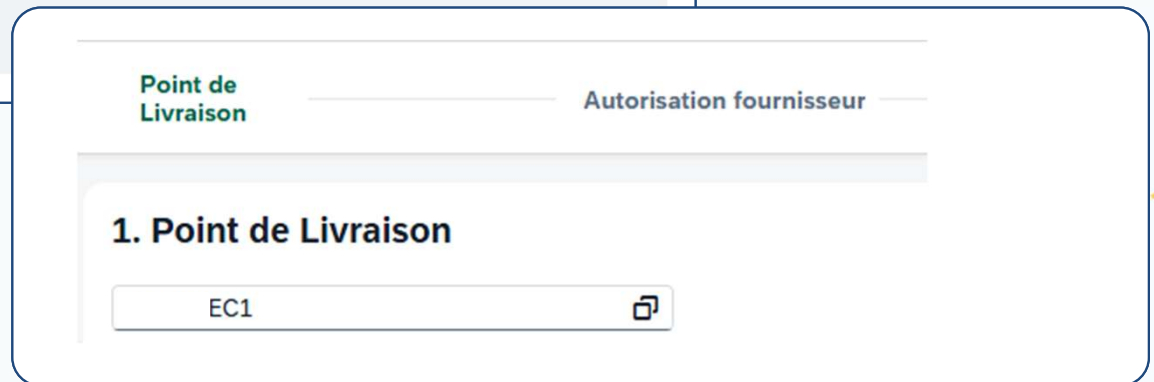 Point de
Livraison
Autorisation fournisseur
1. Point de Livraison
EC1